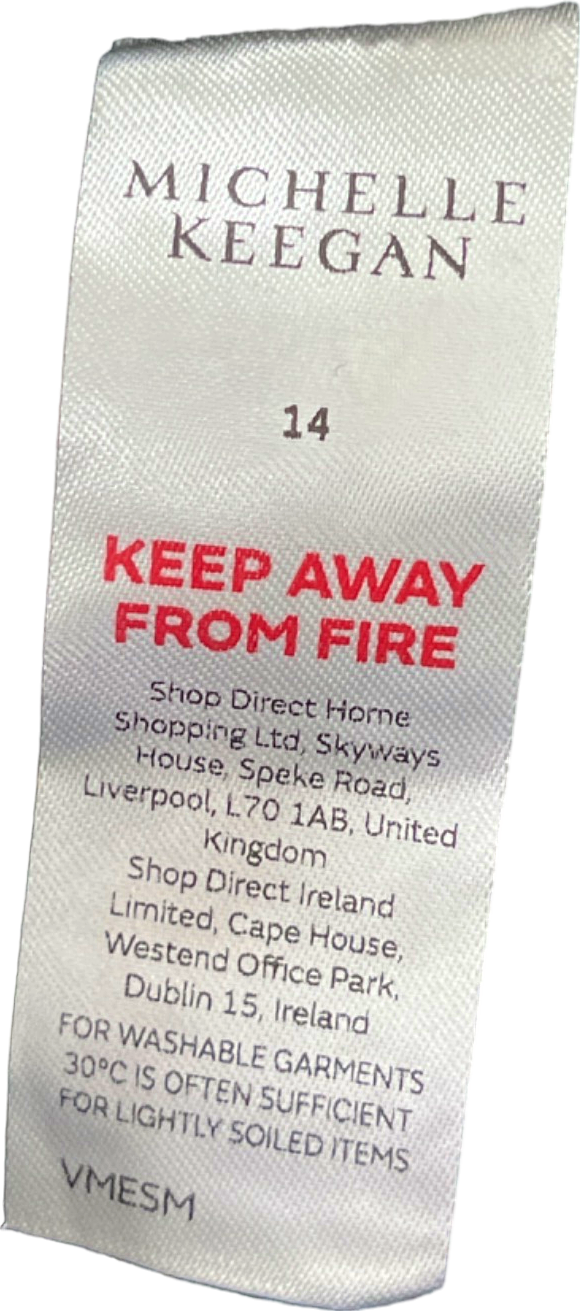 MICHELLE
KEEGAN
14
KEEP AWAY
FROM FIRE
Shop Direct Home
Shopping Ltd, Skyways
House, Speke Road,
Liverpool, L70 1AB, United
Kingdom
Shop Direct Ireland
Limited, Cape House,
Westend Office Park,
Dublin 15, Ireland
FOR WASHABLE GARMENTS
30°C IS OFTEN SUFFICIENT
FOR LIGHTLY SOILED ITEMS
VMESM